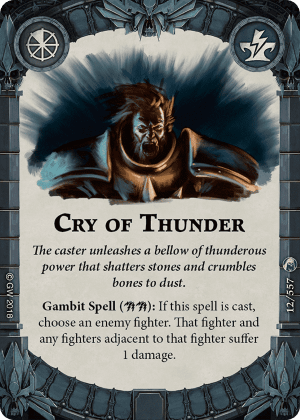 CRY OF THUNDER
The caster unleashes a bellow of thunderous
power that shatters stones and crumbles
bones to dust.
Gambit Spell (): If this spell is cast,
choose an enemy fighter. That fighter and
any fighters adjacent to that fighter suffer
1 damage.
© GW 2018
12/557